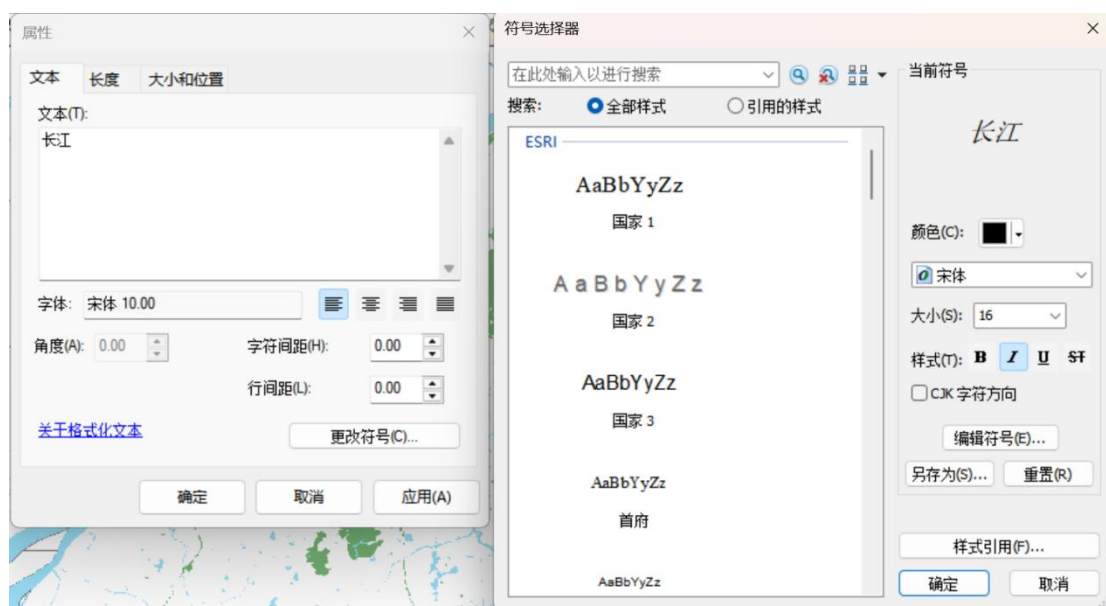 属性
文本 长度 大小和位置
文本(T):
长江
字体: 宋体 10.00
角度(A): 0.00 字符间距(H): 0.00
行间距(L): 0.00
关于格式化文本
更改符号(C)...
确定 取消 应用(A)
符号选择器
在此处输入以进行搜索
搜索: 全部样式 引用的样式
ESRI
AaBbYyZz
国家 1
AaBbYyZz
国家 2
AaBbYyZz
国家 3
AaBbYyZz
首府
AaBbYyZz
当前符号
长江
颜色(C):
宋体
大小(S): 16
样式(T): B I U ST
CJK 字符方向
编辑符号(E)...
另存为(S)... 重置(R)
样式引用(F)...
确定 取消